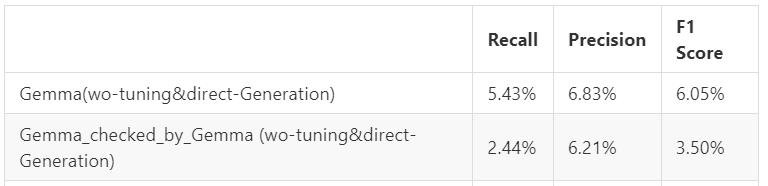 Recall Precision F1 Score
Gemma(wo-tuning&direct-Generation) 5.43% 6.83% 6.05%
Gemma_checked_by_Gemma (wo-tuning&direct-
Generation) 2.44% 6.21% 3.50%